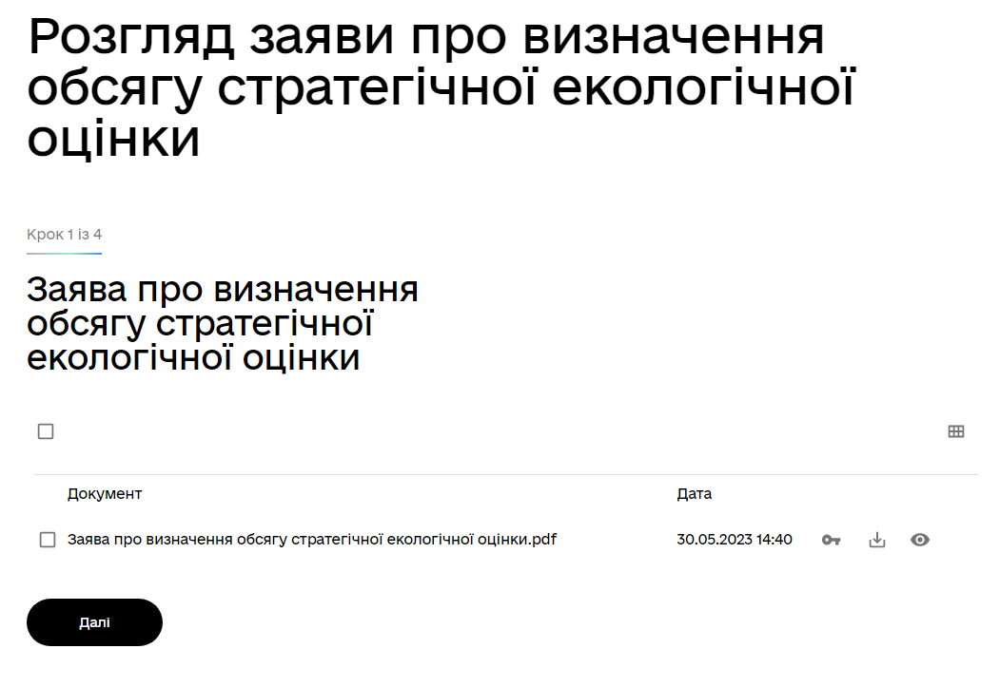 Розгляд заяви про визначення
обсягу стратегічної екологічної
оцінки
Крок 1 із 4
Заява про визначення
обсягу стратегічної
екологічної оцінки
Документ Дата
Заява про визначення обсягу стратегічної екологічної оцінки.pdf 30.05.2023 14:40
Далі